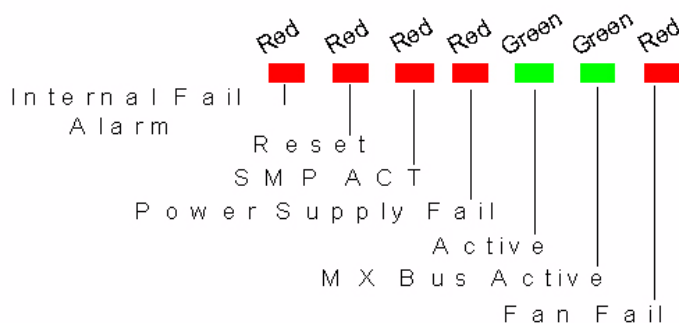 Red Red Red Red Green Green Red
Internal Fail
Alarm
Reset
SMP ACT
Power Supply Fail
Active
MX Bus Active
Fan Fail